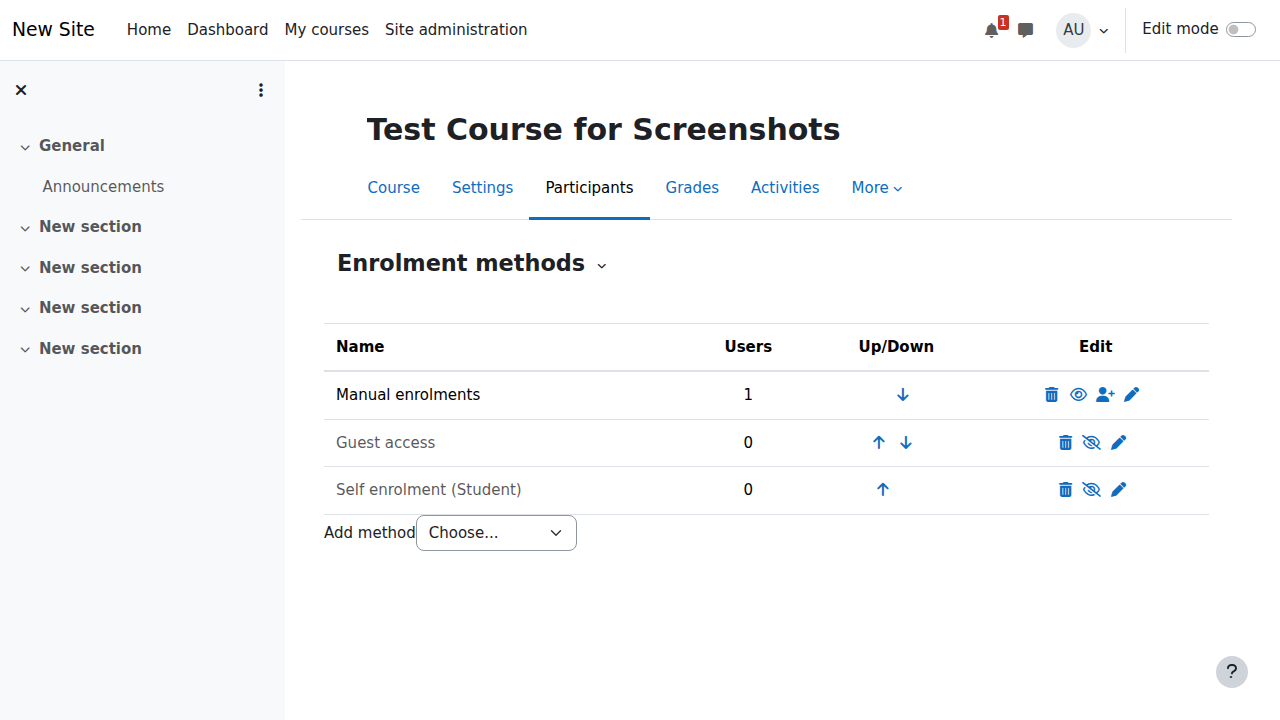 New Site Home Dashboard My courses Site administration 1 AU Edit mode
General
Announcements
New section
New section
New section
New section
Test Course for Screenshots
Course Settings Participants Grades Activities More
Enrolment methods
Name Users Up/Down Edit
Manual enrolments 1
Guest access 0
Self enrolment (Student) 0
Add method Choose...
?